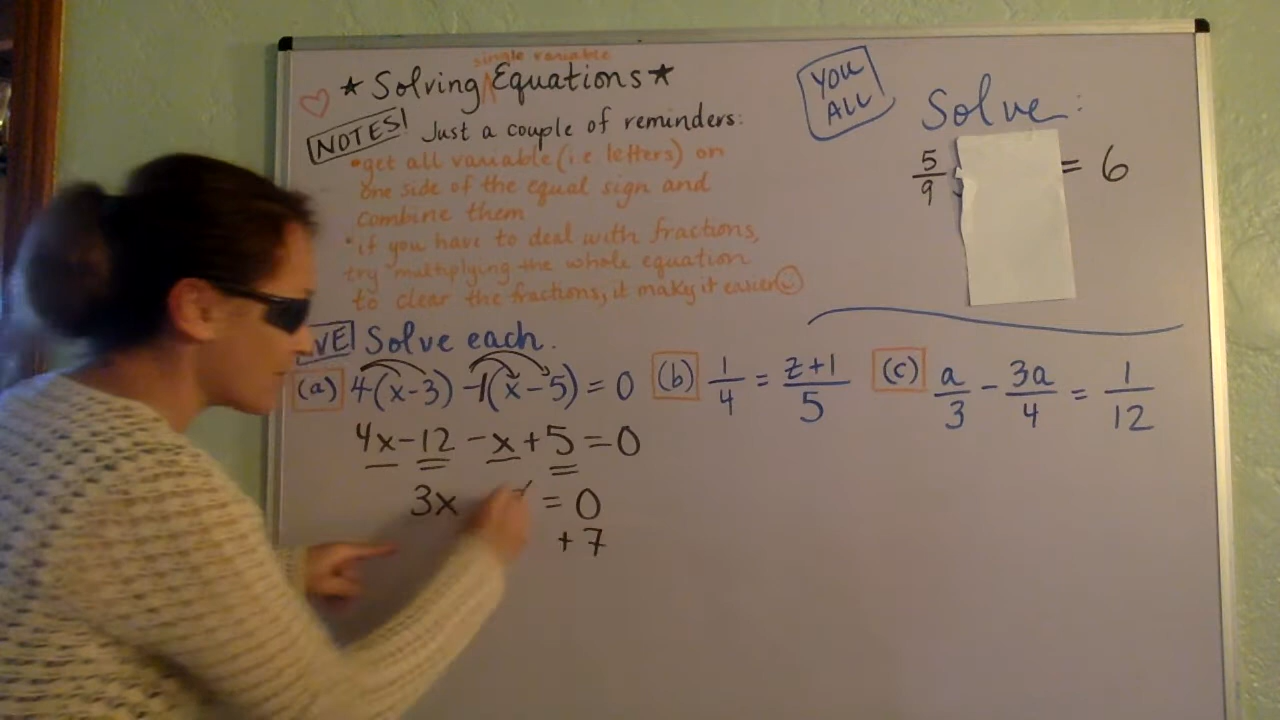 single variable
★ Solving Equations ★
NOTES! Just a couple of reminders:
• get all variable (i.e letters) on
one side of the equal sign and
combine them
• if you have to deal with fractions,
try "multiplying the whole equation
to clear the fractions, it maky it easier
YOU
ALL
Solve:
5/9 = 6
Solve each.
(a) 4(x-3) -1(x-5) = 0
4x-12 -x+5=0
3x = 0
+7
(b) 1/4 = z+1/5
(c) a/3 - 3a/4 = 1/12